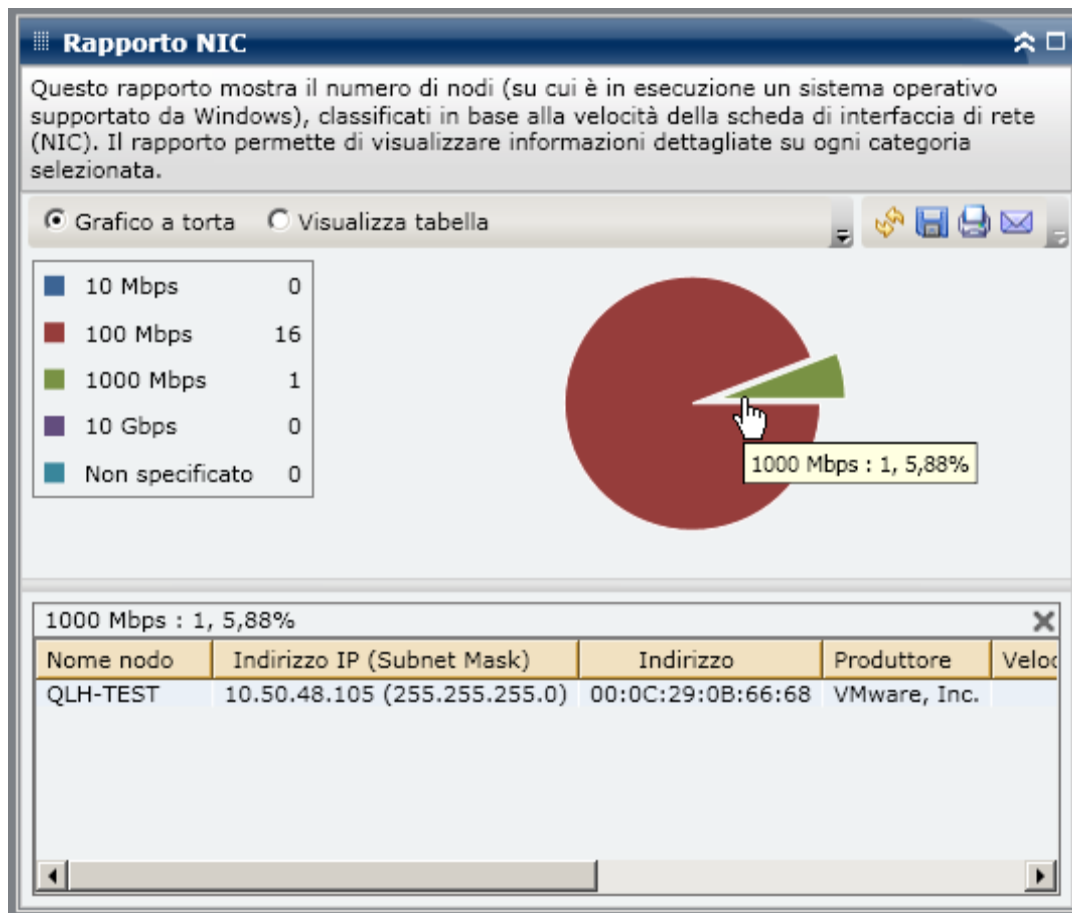 Rapporto NIC
Questo rapporto mostra il numero di nodi (su cui è in esecuzione un sistema operativo
supportato da Windows), classificati in base alla velocità della scheda di interfaccia di rete
(NIC). Il rapporto permette di visualizzare informazioni dettagliate su ogni categoria
selezionata.
Grafico a torta Visualizza tabella
10 Mbps 0
100 Mbps 16
1000 Mbps 1
10 Gbps 0
Non specificato 0
1000 Mbps : 1, 5,88%
1000 Mbps : 1, 5,88%
Nome nodo Indirizzo IP (Subnet Mask) Indirizzo Produttore Veloc
QLH-TEST 10.50.48.105 (255.255.255.0) 00:0C:29:0B:66:68 VMware, Inc.